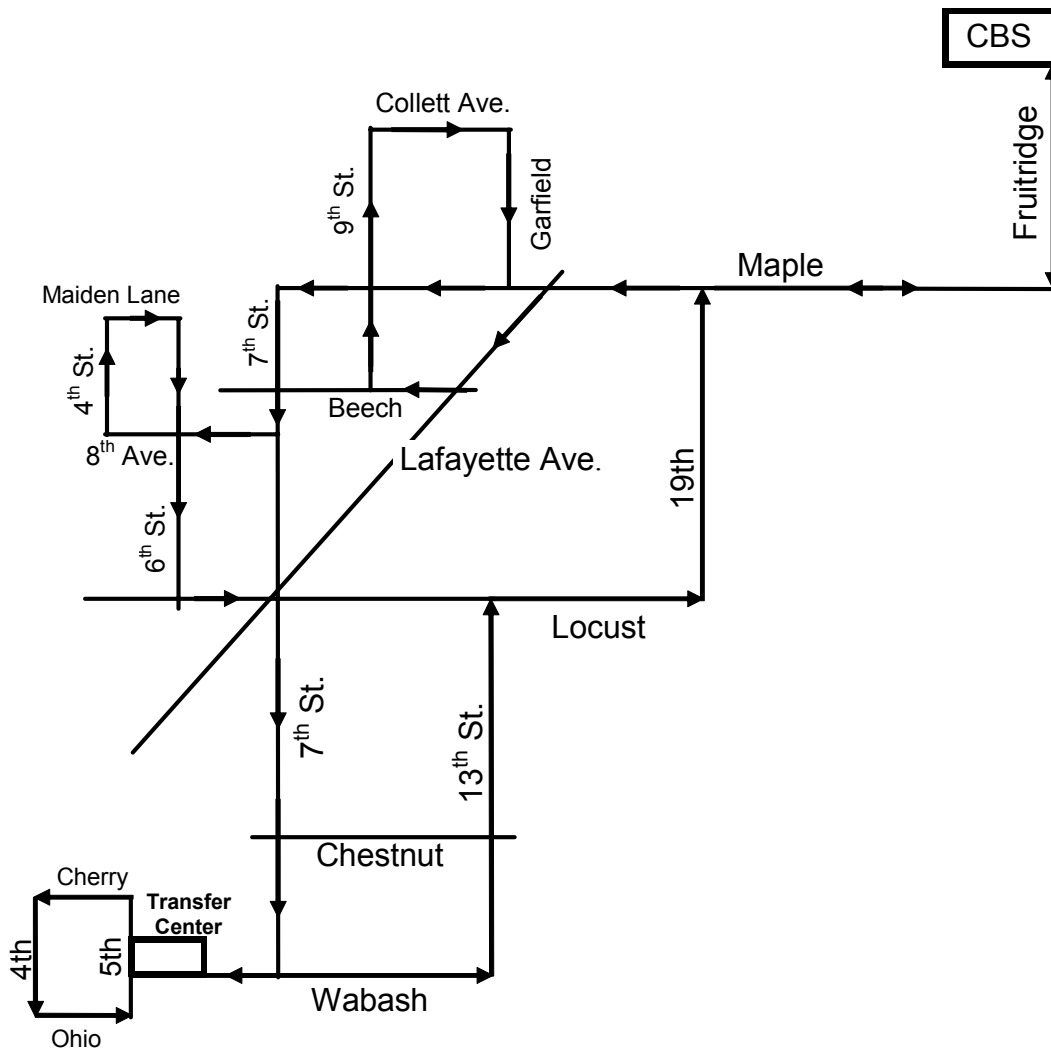 CBS
Collett Ave.
Fruitridge
9th St.
Garfield
Maple
Maiden Lane
7th St.
4th St.
Beech
8th Ave.
Lafayette Ave.
19th
6th St.
Locust
7th St.
13th St.
Chestnut
Cherry
Transfer
Center
4th
5th
Wabash
Ohio